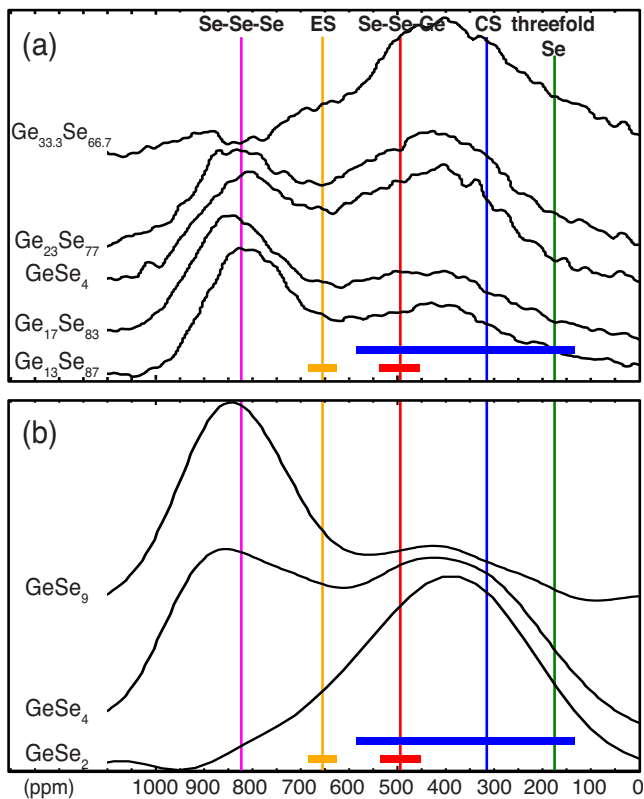 (a) Se-Se-Se ES Se-Se-Ge CS threefold
Se
Ge33.3Se66.7
Ge23Se77
GeSe4
Ge17Se83
Ge13Se87
(b)
GeSe9
GeSe4
GeSe2
(ppm) 1000 900 800 700 600 500 400 300 200 100 0